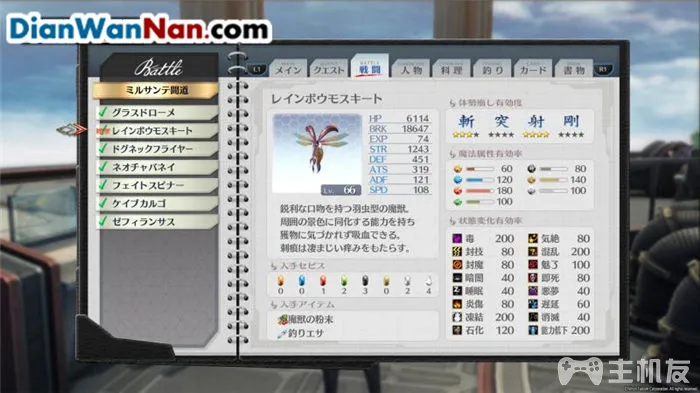 DianWanNan.com
Battle
ミルサンテ間道
グラスドローメ
レインボウモスキート
ドグネックフライヤー
ネオチャバネイ
フェイトスピナー
ケイプカルゴ
ゼフィランサス
L1 メイン クエスト 戦闘 人物 料理 釣り カード 書物 R1
BATTLE
レインボウモスキート
HP 6114
BRK 18647
EXP 74
STR 1243
DEF 451
ATS 319
ADF 121
SPD 108
Lv. 66
鋭利な口吻を持つ羽虫型の魔獣。
周囲の景色に同化する能力を持ち
獲物に気づかれず吸血できる。
刺痕は凄まじい痒みをもたらす。
入手セピス
0 0 1 2 3 0 2 4
入手アイテム
魔獣の粉末
釣りエサ
体勢崩し有効度
斬 突 射 剛
魔法属性有効率
60 80
120 140
180 40
100
状態変化有効率
毒 200 気絶 80
封技 80 混乱 200
封魔 80 魅了 100
暗闇 40 即死 80
睡眠 40 悪夢 40
炎傷 80 遅延 60
凍結 200 消滅 40
石化 120 能力低下 200
主机友